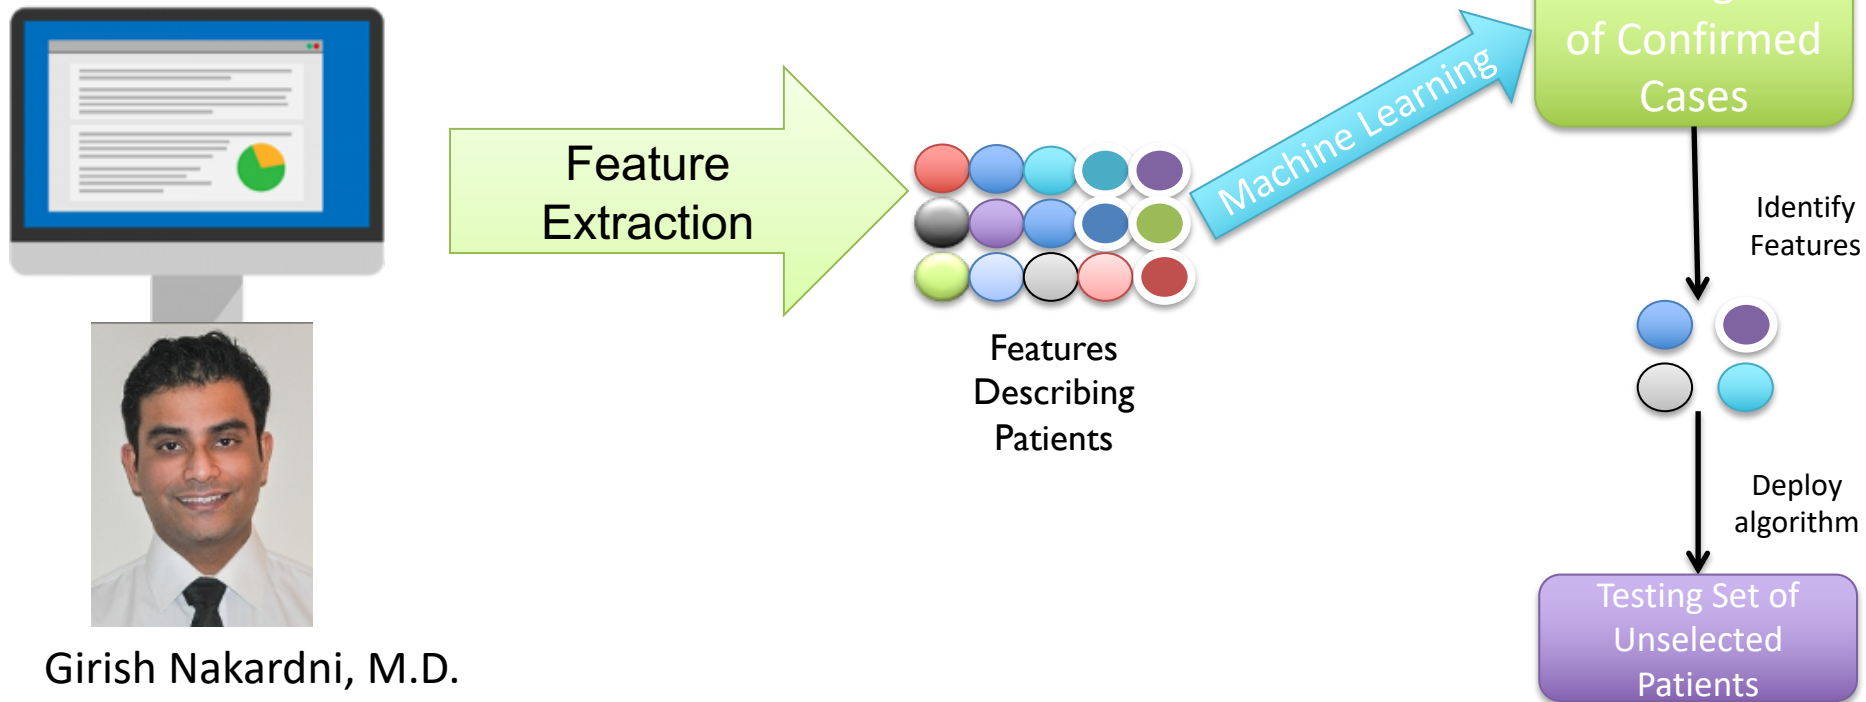 of Confirmed
Cases
Machine Learning
Feature
Extraction
Identify
Features
Features
Describing
Patients
Deploy
algorithm
Testing Set of
Unselected
Patients
Girish Nakardni, M.D.